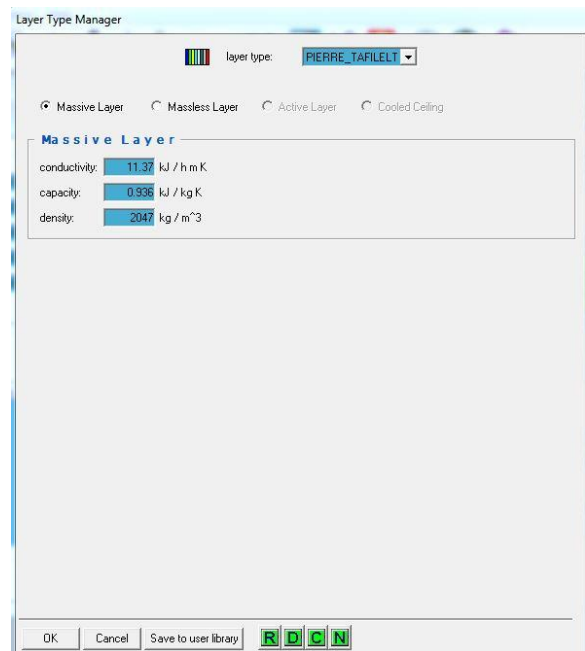 Layer Type Manager
layer type: PIERRE_TAFILELT
Massive Layer Massless Layer Active Layer Cooled Ceiling
Massive Layer
conductivity: 11.37 kJ / h m K
capacity: 0.936 kJ / kg K
density: 2047 kg / m^3
OK Cancel Save to user library R D C N